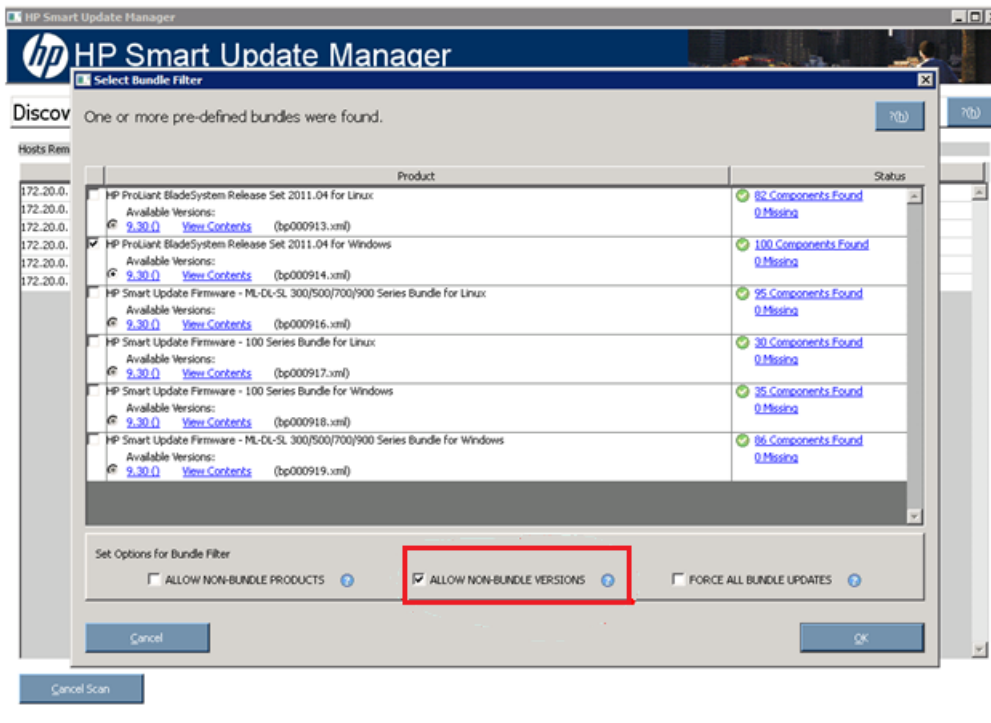 HP Smart Update Manager
hp HP Smart Update Manager
Select Bundle Filter
Discov
One or more pre-defined bundles were found.
?(h)
?(h)
Hosts Rem
Product Status
172.20.0.
172.20.0.
172.20.0.
172.20.0.
172.20.0.
172.20.0.
HP ProLiant BladeSystem Release Set 2011.04 for Linux 82 Components Found
Available Versions: 0 Missing
9.30 () View Contents (bp000913.xml)
HP ProLiant BladeSystem Release Set 2011.04 for Windows 100 Components Found
Available Versions: 0 Missing
9.30 () View Contents (bp000914.xml)
HP Smart Update Firmware - ML-DL-SL 300/500/700/900 Series Bundle for Linux 95 Components Found
Available Versions: 0 Missing
9.30 () View Contents (bp000916.xml)
HP Smart Update Firmware - 100 Series Bundle for Linux 30 Components Found
Available Versions: 0 Missing
9.30 () View Contents (bp000917.xml)
HP Smart Update Firmware - 100 Series Bundle for Windows 35 Components Found
Available Versions: 0 Missing
9.30 () View Contents (bp000918.xml)
HP Smart Update Firmware - ML-DL-SL 300/500/700/900 Series Bundle for Windows 86 Components Found
Available Versions: 0 Missing
9.30 () View Contents (bp000919.xml)
Set Options for Bundle Filter
ALLOW NON-BUNDLE PRODUCTS ? ALLOW NON-BUNDLE VERSIONS ? FORCE ALL BUNDLE UPDATES ?
Cancel OK
Cancel Scan